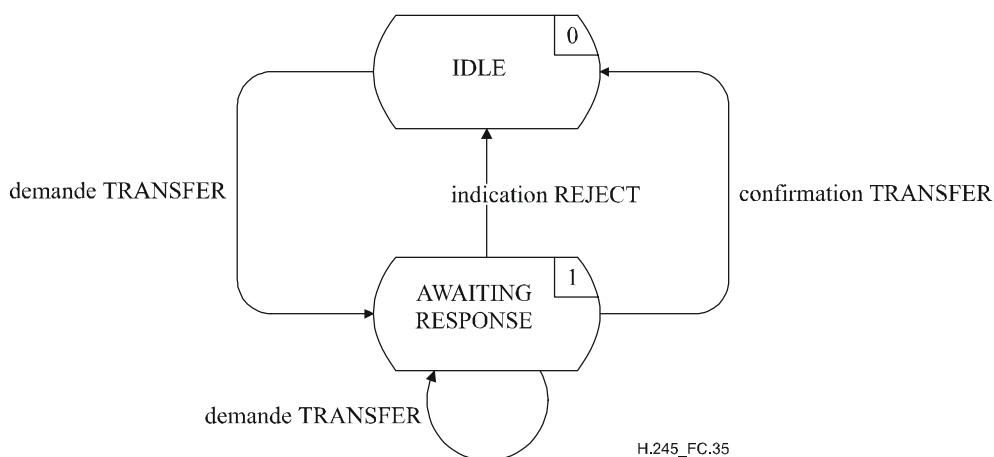 0
IDLE
demande TRANSFER
indication REJECT
confirmation TRANSFER
1
AWAITING
RESPONSE
demande TRANSFER
H.245_FC.35